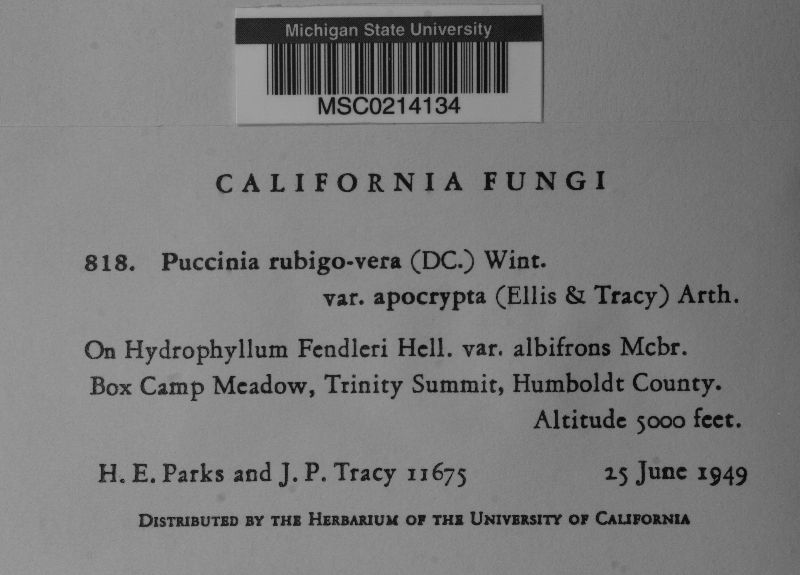 Michigan State University
MSC0214134
CALIFORNIA FUNGI
818. Puccinia rubigo-vera (DC.) Wint.
var. apocrypta (Ellis & Tracy) Arth.
On Hydrophyllum Fendleri Hell. var. albifrons Mcbr.
Box Camp Meadow, Trinity Summit, Humboldt County.
Altitude 5000 feet.
H. E. Parks and J. P. Tracy 11675 25 June 1949
DISTRIBUTED BY THE HERBARIUM OF THE UNIVERSITY OF CALIFORNIA